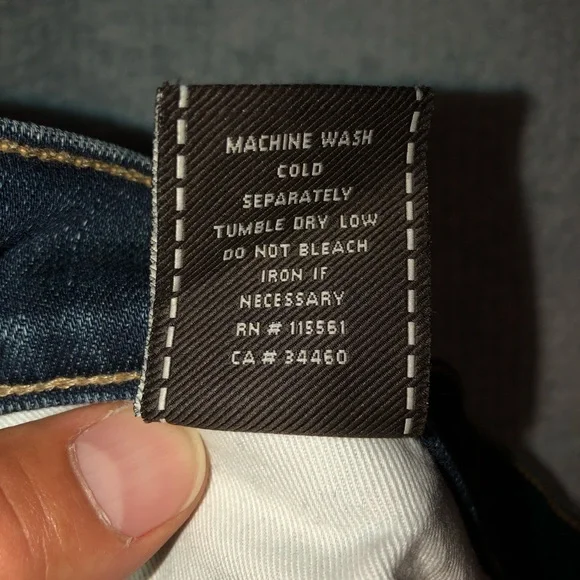 MACHINE WASH
COLD
SEPARATELY
TUMBLE DRY LOW
DO NOT BLEACH
IRON IF
NECESSARY
RN # 115561
CA # 34460